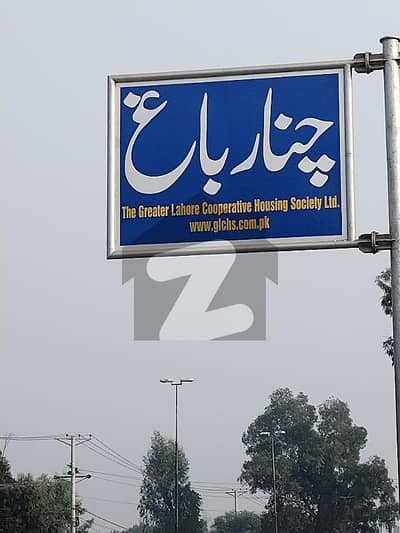 چنار باغ
The Greater Lahore Cooperative Housing Society Ltd.
www.glchs.com.pk